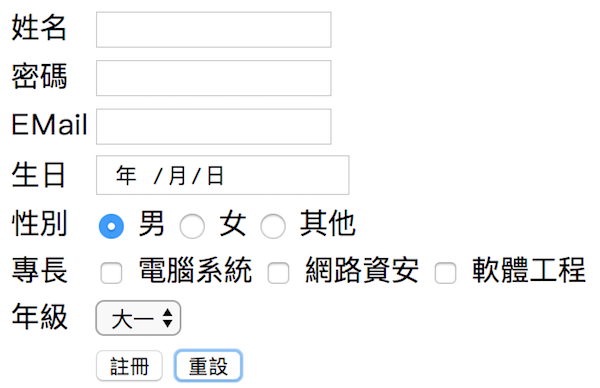 姓名
密碼
EMail
生日 年 /月/日
性別 男 女 其他
專長 電腦系統 網路資安 軟體工程
年級 大一
註冊 重設